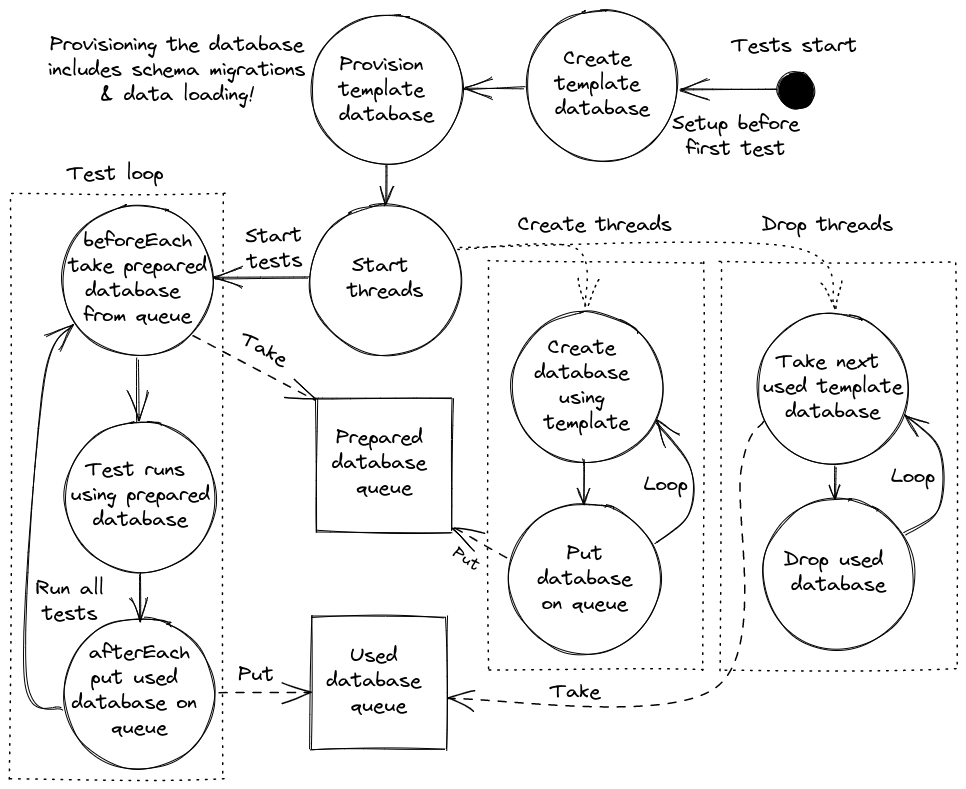 Provisioning the database
includes schema migrations
& data loading!
Provision
template
database
Create
template
database
Tests start
Setup before
first test
Test loop
beforeEach
take prepared
database
from queue
Start
tests
Start
threads
Create threads
Drop threads
Take
Create
database
using
template
Take next
used template
database
Prepared
database
queue
Loop
Loop
Test runs
using prepared
database
Put
Put
database
on queue
Drop used
database
Run all
tests
afterEach
put used
database on
queue
Put
Used
database
queue
Take